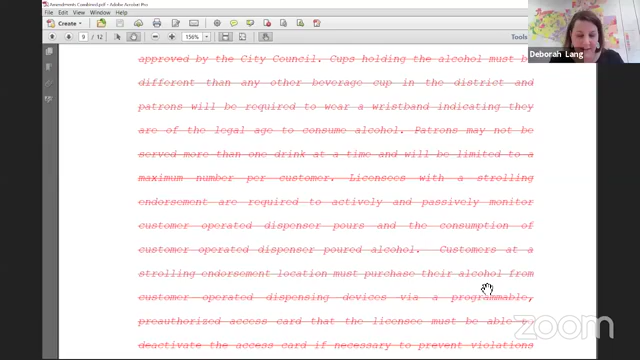 Amendments Combined.pdf - Adobe Acrobat Pro
Create
9 / 12
156%
Tools
Deborah Lang
approved by the City Council. Cups holding the alcohol must be
different than any other beverage cup in the district and
patrons will be required to wear a wristband indicating they
are of the legal age to consume alcohol. Patrons may not be
served more than one drink at a time and will be limited to a
maximum number per customer. Licensees with a strolling
endorsement are required to actively and passively monitor
customer operated dispenser pours and the consumption of
customer operated dispenser poured alcohol. Customers at a
strolling endorsement location must purchase their alcohol from
customer operated dispensing devices via a programmable,
preauthorized access card that the licensee must be able to
deactivate the access card if necessary to prevent violations
zoom